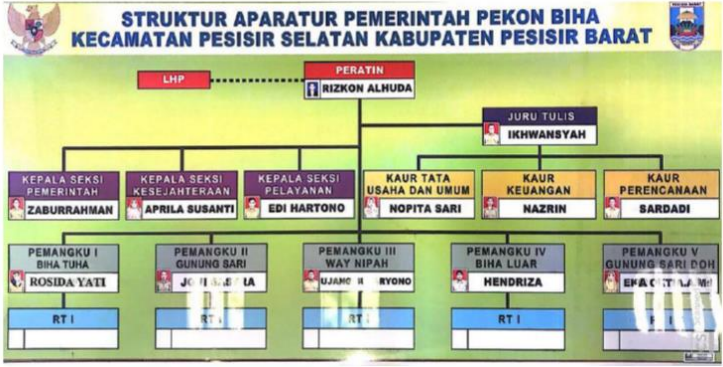 STRUKTUR APARATUR PEMERINTAH PEKON BIHA
KECAMATAN PESISIR SELATAN KABUPATEN PESISIR BARAT
PERATIN
RIZKON ALHUDA
LHP
JURU TULIS
IKHWANSYAH
KEPALA SEKSI
PEMERINTAH
ZABURRAHMAN
KEPALA SEKSI
KESEJAHTERAAN
APRILA SUSANTI
KEPALA SEKSI
PELAYANAN
EDI HARTONO
KAUR TATA
USAHA DAN UMUM
NOPITA SARI
KAUR
KEUANGAN
NAZRIN
KAUR
PERENCANAAN
SARDADI
PEMANGKU I
BIHA TUHA
ROSIDA YATI
PEMANGKU II
GUNUNG SARI
PEMANGKU III
WAY NIPAH
PEMANGKU IV
BIHA LUAR
HENDRIZA
PEMANGKU V
GUNUNG SARI DOH
RT I
RT I
RT I
RT I
RT I